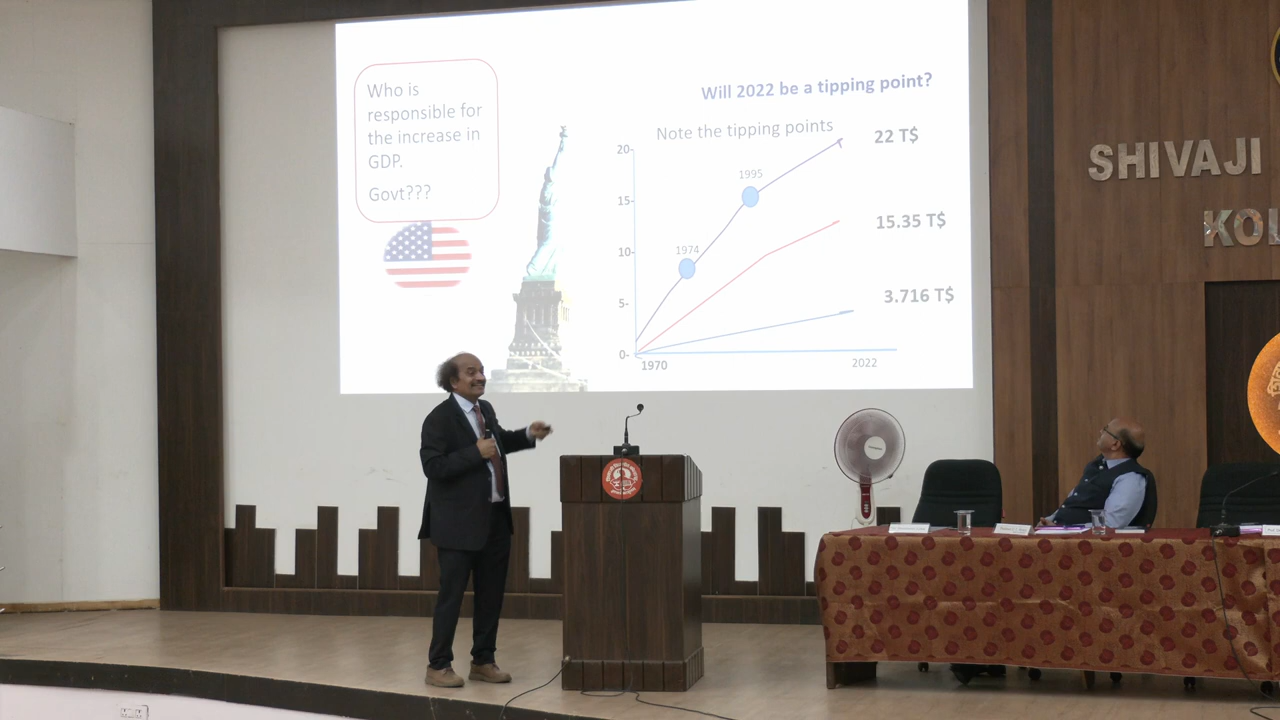 Who is
responsible for
the increase in
GDP.
Govt???
Will 2022 be a tipping point?
Note the tipping points
22 T$
15.35 T$
3.716 T$
20-
15-
10-
5-
0-
1995
1974
1970
2022
SHIVAJI
KOL